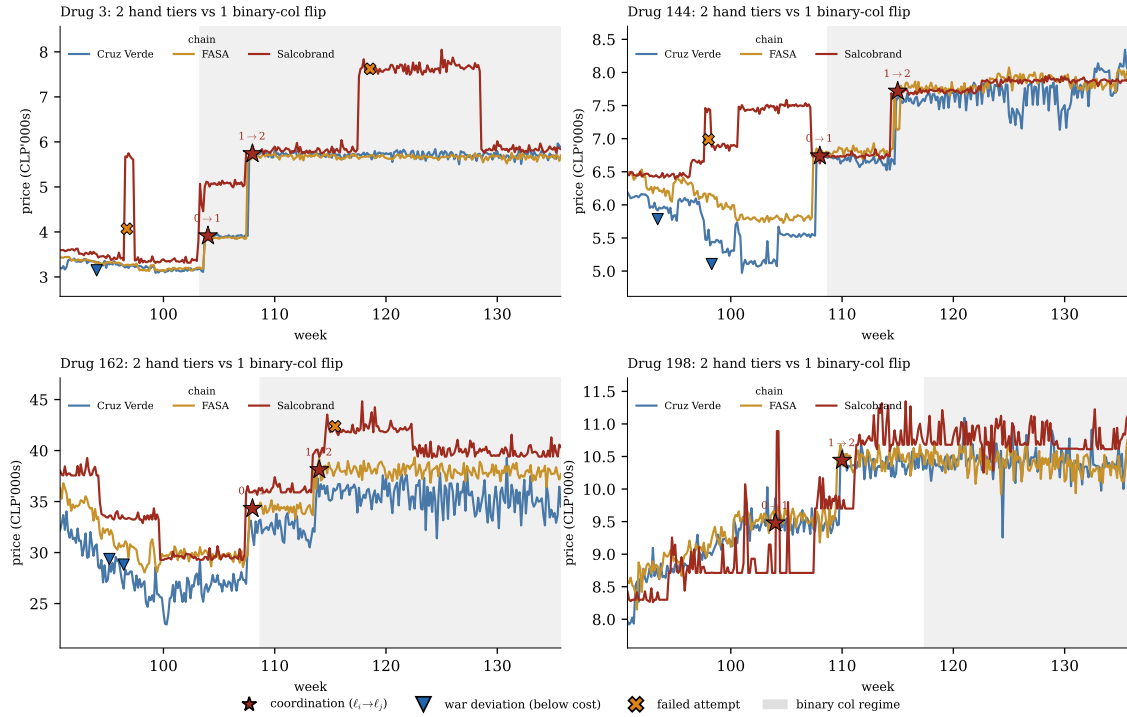 Drug 3: 2 hand tiers vs 1 binary-col flip
chain
Cruz Verde FASA Salcobrand
price (CLP'000s)
8
7
6
5
4
3
0→1
1→2
100 110 120 130
week
Drug 144: 2 hand tiers vs 1 binary-col flip
chain
Cruz Verde FASA Salcobrand
price (CLP'000s)
8.5
8.0
7.5
7.0
6.5
6.0
5.5
5.0
0→1
1→2
100 110 120 130
week
Drug 162: 2 hand tiers vs 1 binary-col flip
chain
Cruz Verde FASA Salcobrand
price (CLP'000s)
45
40
35
30
25
1→2
100 110 120 130
week
Drug 198: 2 hand tiers vs 1 binary-col flip
chain
Cruz Verde FASA Salcobrand
price (CLP'000s)
11.5
11.0
10.5
10.0
9.5
9.0
8.5
8.0
1→2
100 110 120 130
week
coordination (ℓi→ℓj) war deviation (below cost) failed attempt binary col regime